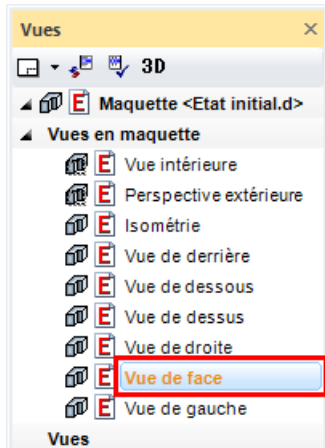 Vues
3D
E Maquette <Etat initial.d>
Vues en maquette
E Vue intérieure
E Perspective extérieure
E Isométrie
E Vue de derrière
E Vue de dessous
E Vue de dessus
E Vue de droite
E Vue de face
E Vue de gauche
Vues